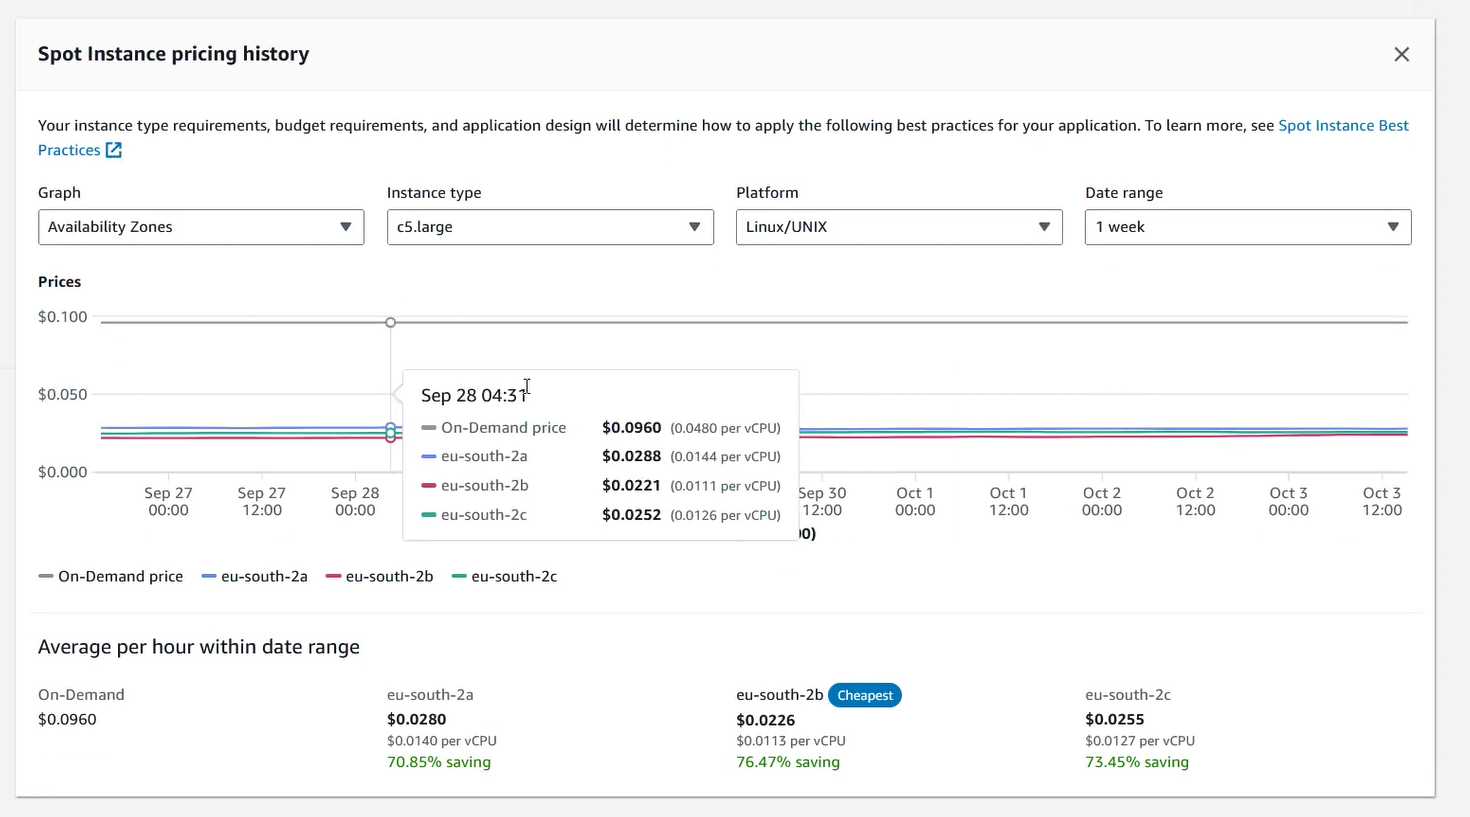 Spot Instance pricing history
Your instance type requirements, budget requirements, and application design will determine how to apply the following best practices for your application. To learn more, see Spot Instance Best
Practices
Graph
Instance type
Platform
Date range
Availability Zones
c5.large
Linux/UNIX
1 week
Prices
$0.100
$0.050
$0.000
Sep 28 04:31
On-Demand price $0.0960 (0.0480 per vCPU)
eu-south-2a $0.0288 (0.0144 per vCPU)
eu-south-2b $0.0221 (0.0111 per vCPU)
eu-south-2c $0.0252 (0.0126 per vCPU)
Sep 27 00:00
Sep 27 12:00
Sep 28 00:00
Sep 30 12:00
Oct 1 00:00
Oct 1 12:00
Oct 2 00:00
Oct 2 12:00
Oct 3 00:00
Oct 3 12:00
On-Demand price eu-south-2a eu-south-2b eu-south-2c
Average per hour within date range
On-Demand
$0.0960
eu-south-2a
$0.0280
$0.0140 per vCPU
70.85% saving
eu-south-2b Cheapest
$0.0226
$0.0113 per vCPU
76.47% saving
eu-south-2c
$0.0255
$0.0127 per vCPU
73.45% saving